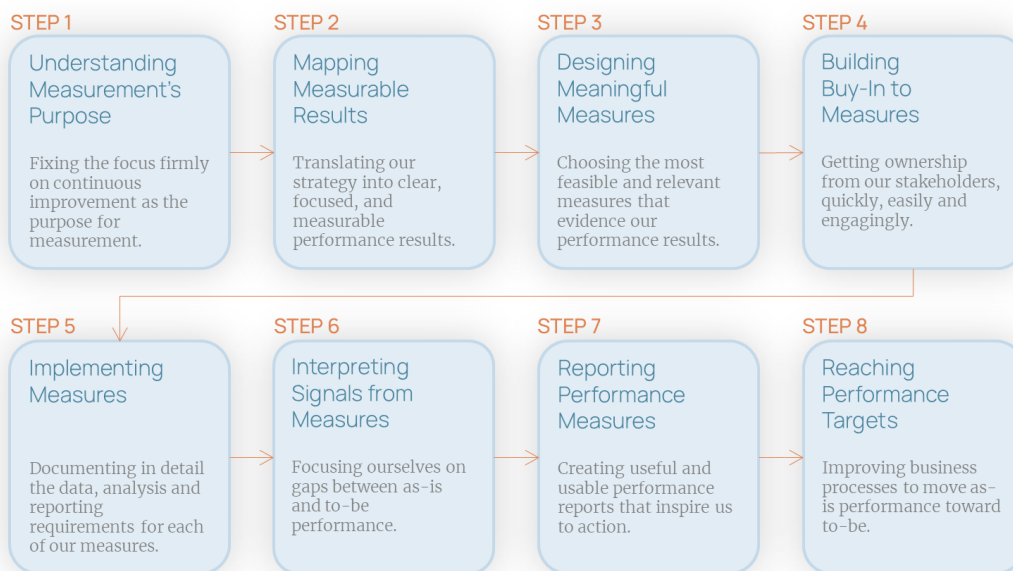 STEP 1
Understanding
Measurement's
Purpose
Fixing the focus firmly
on continuous
improvement as the
purpose for
measurement.
STEP 2
Mapping
Measurable
Results
Translating our
strategy into clear,
focused, and
measurable
performance results.
STEP 3
Designing
Meaningful
Measures
Choosing the most
feasible and relevant
measures that
evidence our
performance results.
STEP 4
Building
Buy-In to
Measures
Getting ownership
from our stakeholders,
quickly, easily and
engagingly.
STEP 5
Implementing
Measures
Documenting in detail
the data, analysis and
reporting
requirements for each
of our measures.
STEP 6
Interpreting
Signals from
Measures
Focusing ourselves on
gaps between as-is
and to-be
performance.
STEP 7
Reporting
Performance
Measures
Creating useful and
usable performance
reports that inspire us
to action.
STEP 8
Reaching
Performance
Targets
Improving business
processes to move as-
is performance toward
to-be.